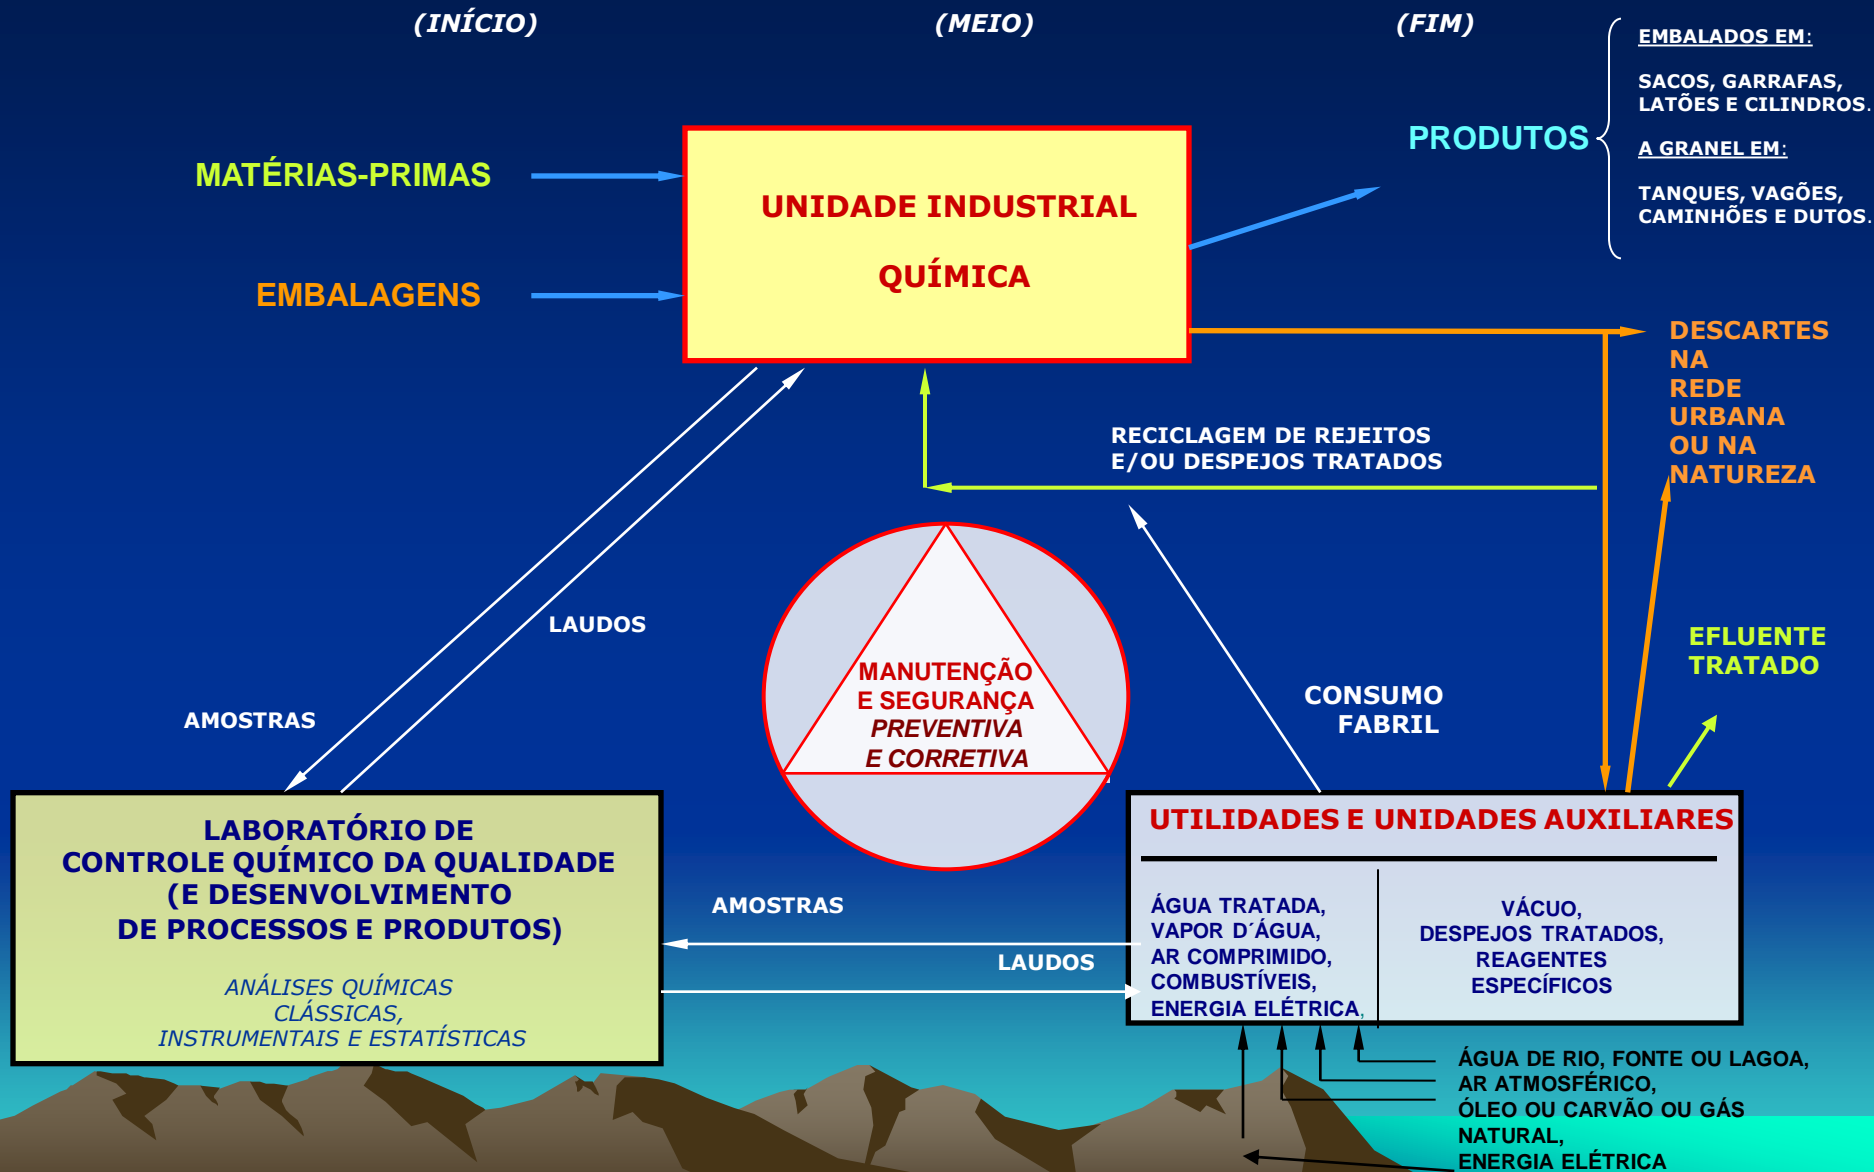 (INÍCIO)
(MEIO)
(FIM)
EMBALADOS EM:
SACOS, GARRAFAS,
LATÕES E CILINDROS.
A GRANEL EM:
TANQUES, VAGÕES,
CAMINHÕES E DUTOS.
PRODUTOS
MATÉRIAS-PRIMAS
UNIDADE INDUSTRIAL
QUÍMICA
EMBALAGENS
DESCARTES
NA
REDE
URBANA
OU NA
NATUREZA
RECICLAGEM DE REJEITOS
E/OU DESPEJOS TRATADOS
LAUDOS
AMOSTRAS
MANUTENÇÃO
E SEGURANÇA
PREVENTIVA
E CORRETIVA
CONSUMO
FABRIL
EFLUENTE
TRATADO
LABORATÓRIO DE
CONTROLE QUÍMICO DA QUALIDADE
(E DESENVOLVIMENTO
DE PROCESSOS E PRODUTOS)
ANÁLISES QUÍMICAS
CLÁSSICAS,
INSTRUMENTAIS E ESTATÍSTICAS
AMOSTRAS
LAUDOS
UTILIDADES E UNIDADES AUXILIARES
ÁGUA TRATADA,
VAPOR D´ÁGUA,
AR COMPRIMIDO,
COMBUSTÍVEIS,
ENERGIA ELÉTRICA,
VÁCUO,
DESPEJOS TRATADOS,
REAGENTES
ESPECÍFICOS
ÁGUA DE RIO, FONTE OU LAGOA,
AR ATMOSFÉRICO,
ÓLEO OU CARVÃO OU GÁS
NATURAL,
ENERGIA ELÉTRICA